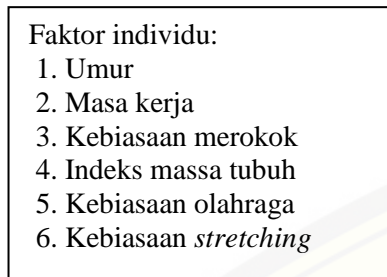 Faktor individu:
1. Umur
2. Masa kerja
3. Kebiasaan merokok
4. Indeks massa tubuh
5. Kebiasaan olahraga
6. Kebiasaan stretching